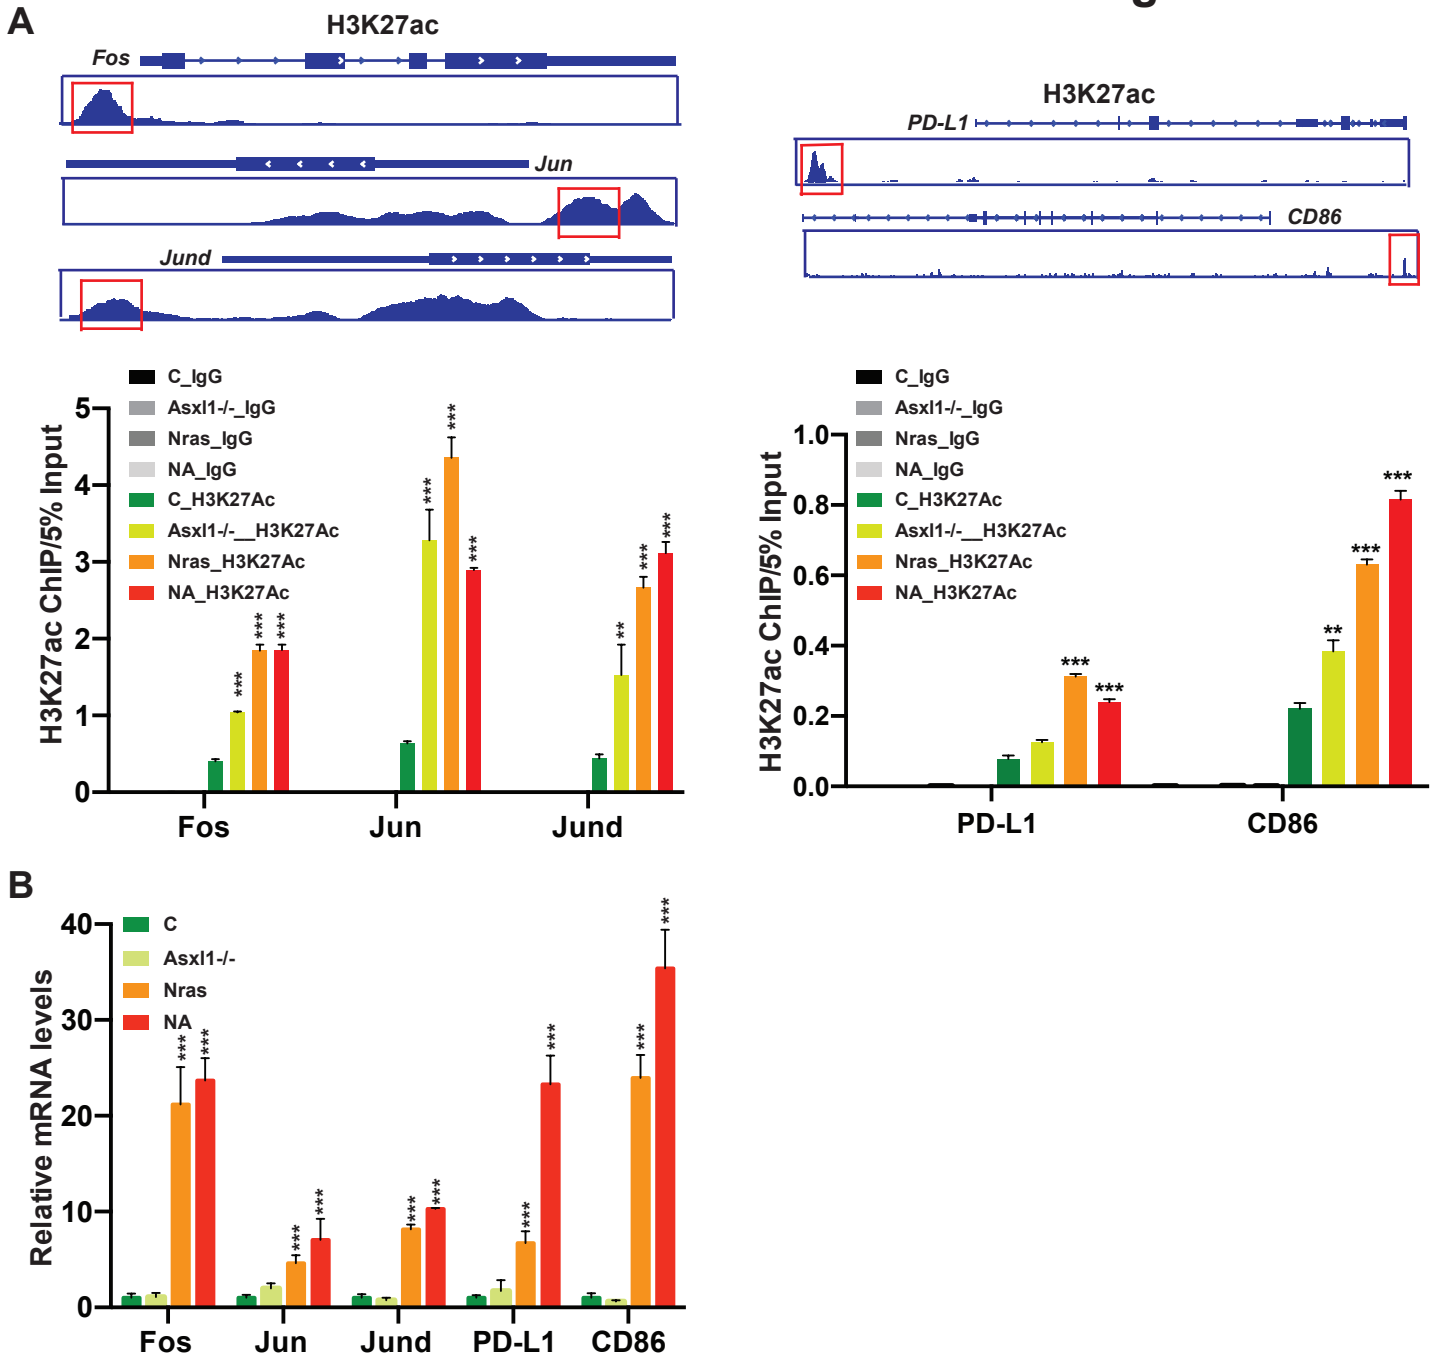 g
A
H3K27ac
Fos
Jun
Jund
H3K27ac
PD-L1
CD86
C_IgG
Asxl1-/-_IgG
Nras_IgG
NA_IgG
C_H3K27Ac
Asxl1-/-__H3K27Ac
Nras_H3K27Ac
NA_H3K27Ac
H3K27ac ChIP/5% Input
5
4
3
2
1
0
***
***
***
***
***
***
**
***
***
Fos
Jun
Jund
C_IgG
Asxl1-/-_IgG
Nras_IgG
NA_IgG
C_H3K27Ac
Asxl1-/-__H3K27Ac
Nras_H3K27Ac
NA_H3K27Ac
H3K27ac ChIP/5% Input
1.0
0.8
0.6
0.4
0.2
0.0
***
***
**
***
***
PD-L1
CD86
B
C
Asxl1-/-
Nras
NA
Relative mRNA levels
40
30
20
10
0
***
***
***
***
***
***
***
***
***
***
Fos
Jun
Jund
PD-L1
CD86